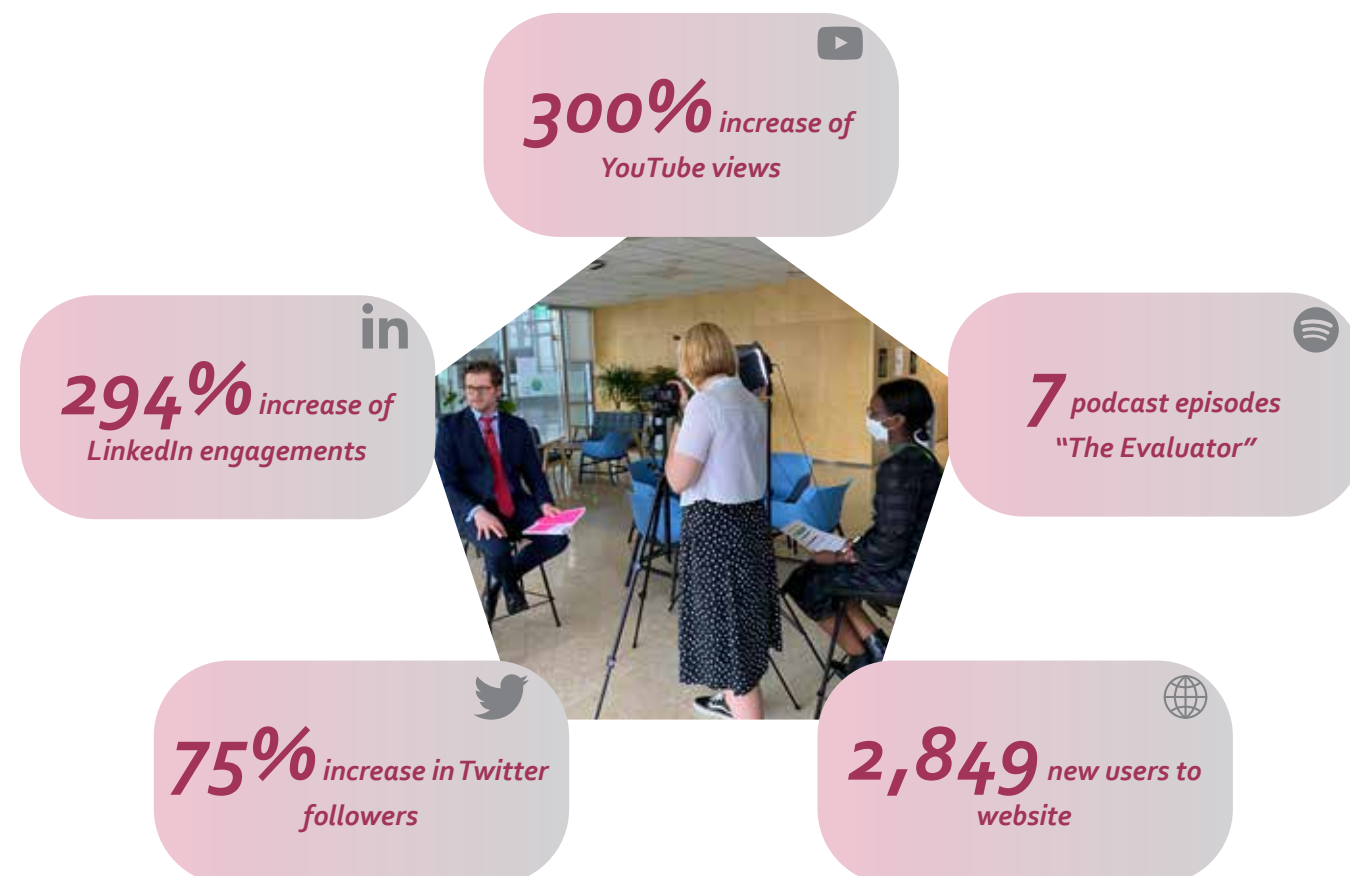 300% increase of
YouTube views
294% increase of
LinkedIn engagements
7 podcast episodes
“The Evaluator”
75% increase in Twitter
followers
2,849 new users to
website